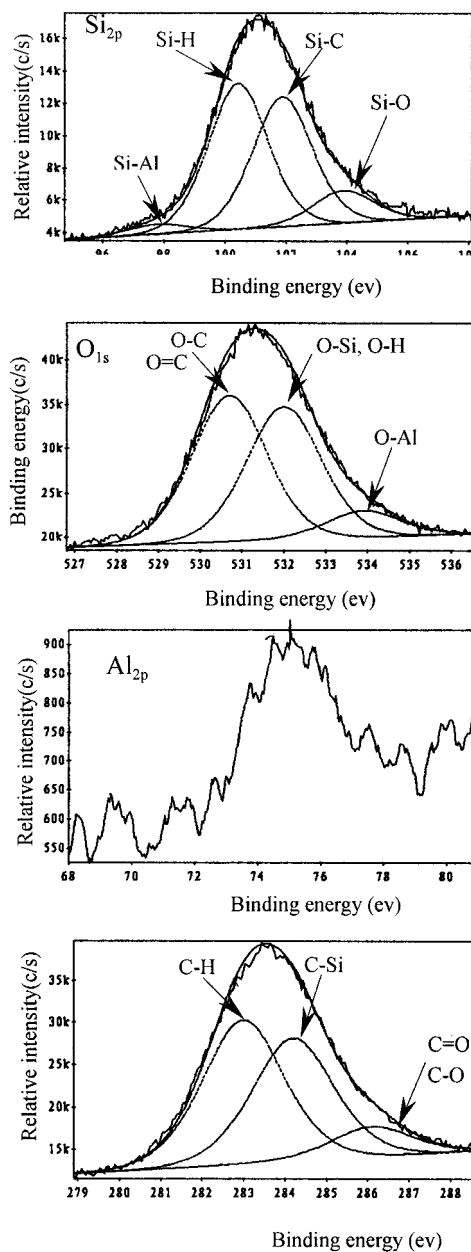 Si2p
Si-H
Si-C
Si-O
Si-Al
Relative intensity(c/s)
16k
14k
12k
10k
8k
6k
4k
96 98 100 102 104 106 108
Binding energy (ev)
O1s
O-C
O=C
O-Si, O-H
O-Al
Binding energy(c/s)
40k
35k
30k
25k
20k
527 528 529 530 531 532 533 534 535 536
Binding energy (ev)
Al2p
Relative intensity(c/s)
900
850
800
750
700
650
600
550
68 70 72 74 76 78 80
Binding energy (ev)
C-H
C-Si
C=O
C-O
Relative intensity(c/s)
35k
30k
25k
20k
15k
279 280 281 282 283 284 285 286 287 288
Binding energy (ev)